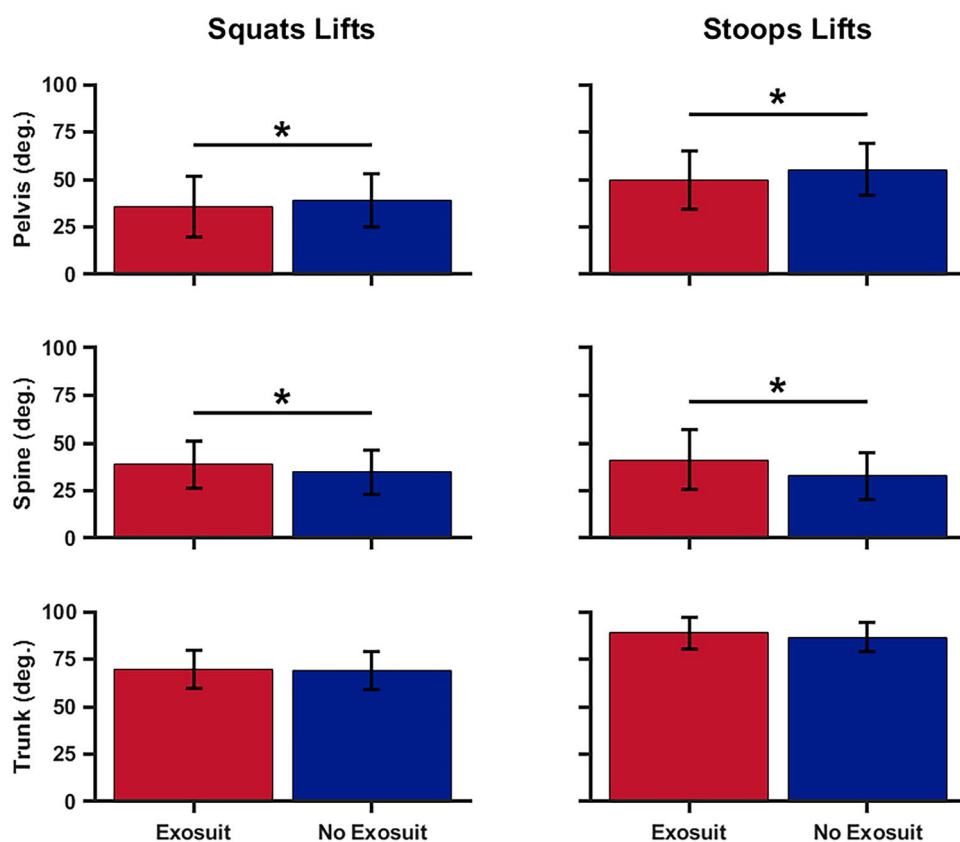 Squats Lifts
Stoops Lifts
Pelvis (deg.)
100
75
50
25
0
*
*
Spine (deg.)
100
75
50
25
0
*
*
Trunk (deg.)
100
75
50
25
0
Exosuit No Exosuit
Exosuit No Exosuit